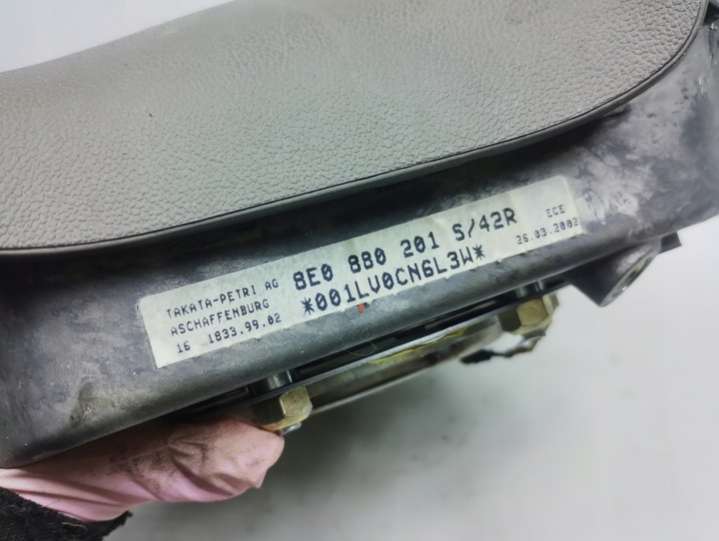 TAKATA-PETRI AG 8E0 880 201 S/42R ECE
ASCHAFFENBURG *001LV0CN6L3W* 26.03.2002
16 1833.99.02